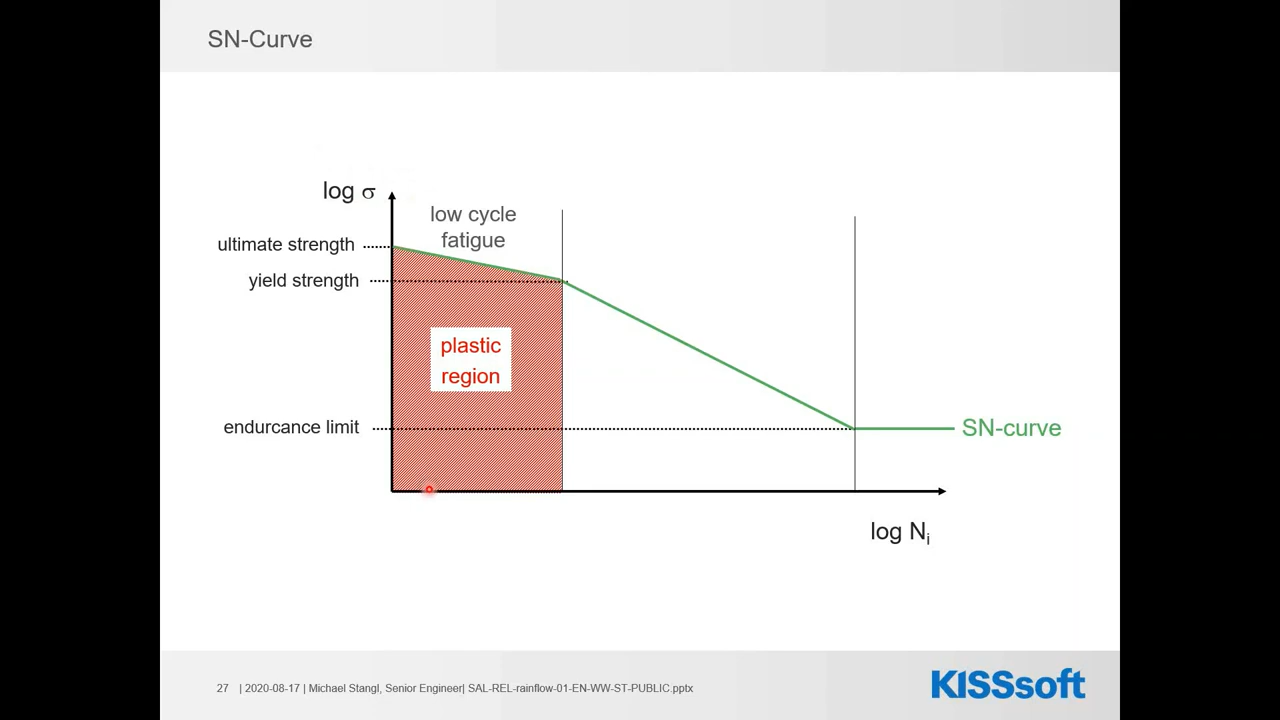 SN-Curve
log σ
low cycle
fatigue
ultimate strength
yield strength
plastic
region
endurcance limit
SN-curve
log Ni
27 | 2020-08-17 | Michael Stangl, Senior Engineer| SAL-REL-rainflow-01-EN-WW-ST-PUBLIC.pptx
KISSsoft